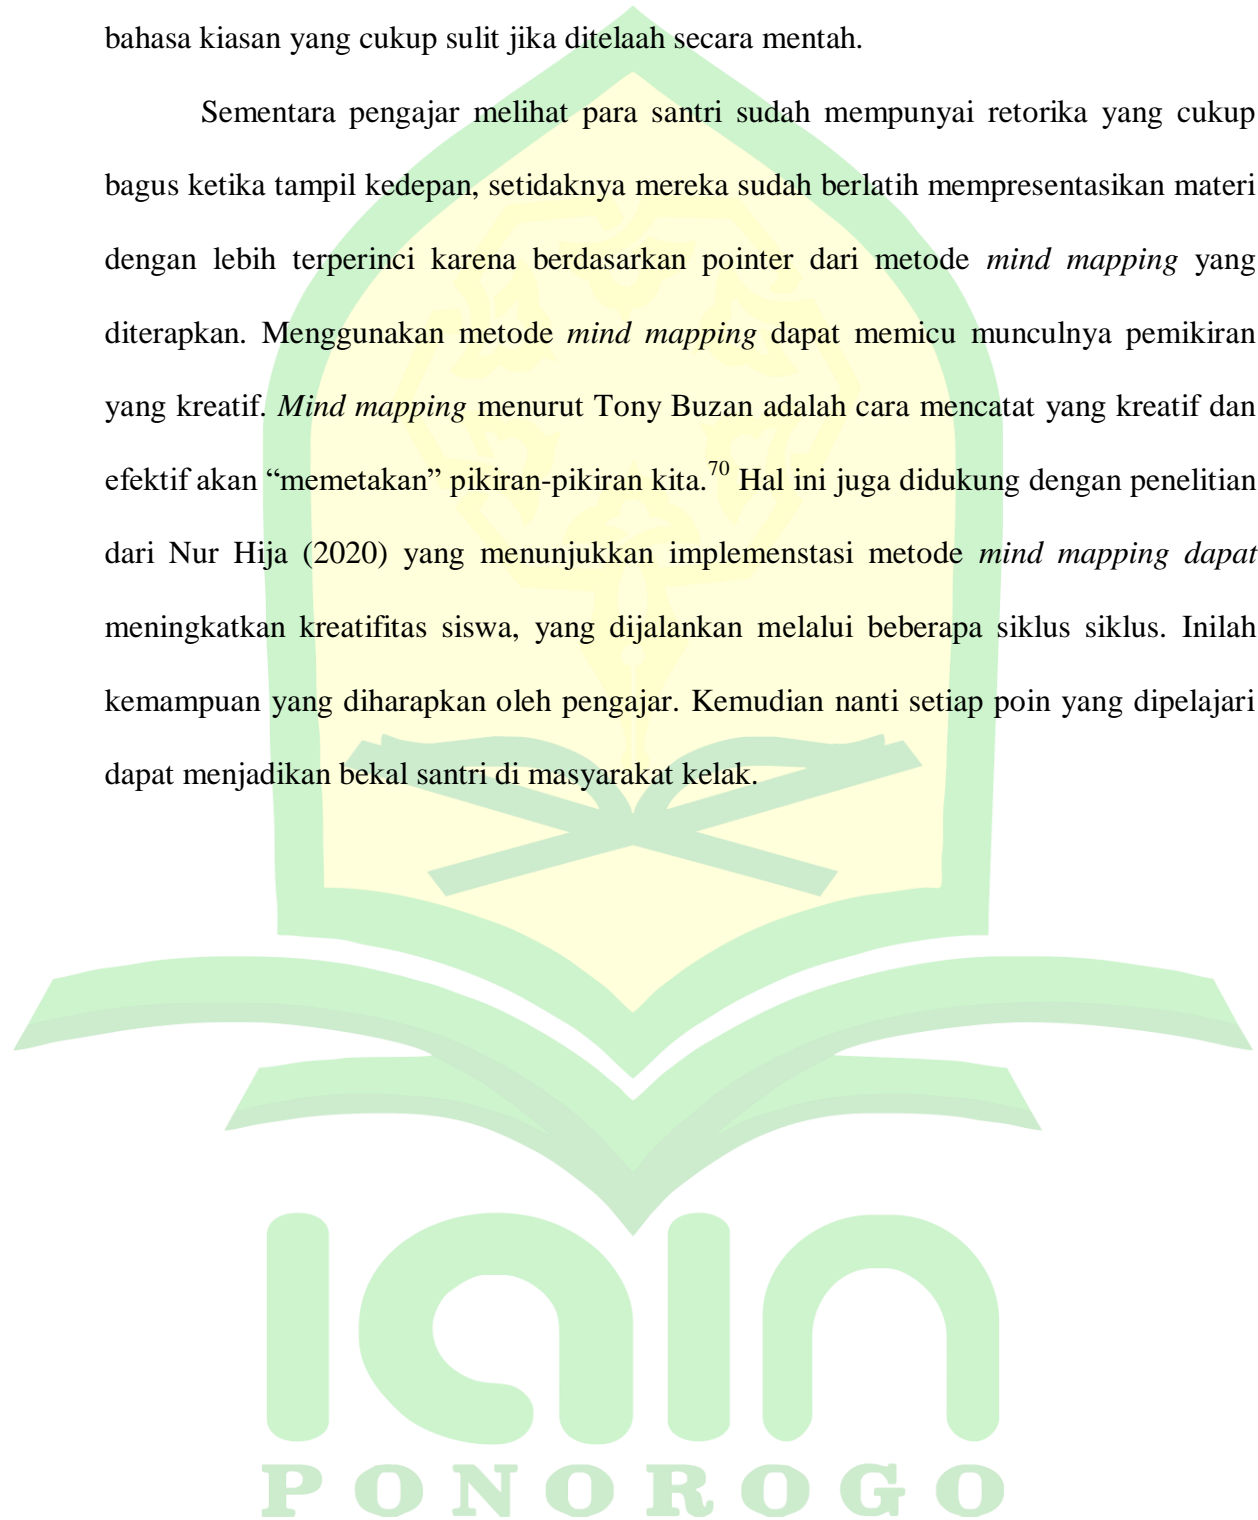 bahasa kiasan yang cukup sulit jika ditelaah secara mentah.
Sementara pengajar melihat para santri sudah mempunyai retorika yang cukup
bagus ketika tampil kedepan, setidaknya mereka sudah berlatih mempresentasikan materi
dengan lebih terperinci karena berdasarkan pointer dari metode mind mapping yang
diterapkan. Menggunakan metode mind mapping dapat memicu munculnya pemikiran
yang kreatif. Mind mapping menurut Tony Buzan adalah cara mencatat yang kreatif dan
efektif akan “memetakan” pikiran-pikiran kita.70 Hal ini juga didukung dengan penelitian
dari Nur Hija (2020) yang menunjukkan implemenstasi metode mind mapping dapat
meningkatkan kreatifitas siswa, yang dijalankan melalui beberapa siklus siklus. Inilah
kemampuan yang diharapkan oleh pengajar. Kemudian nanti setiap poin yang dipelajari
dapat menjadikan bekal santri di masyarakat kelak.
iain
PONOROGO